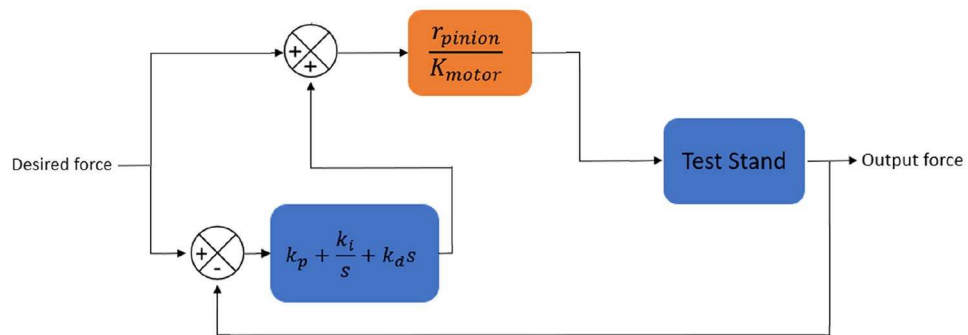 r_pinion
K_motor
+
+
Desired force
Test Stand
Output force
+
-
k_p + k_i/s + k_d s